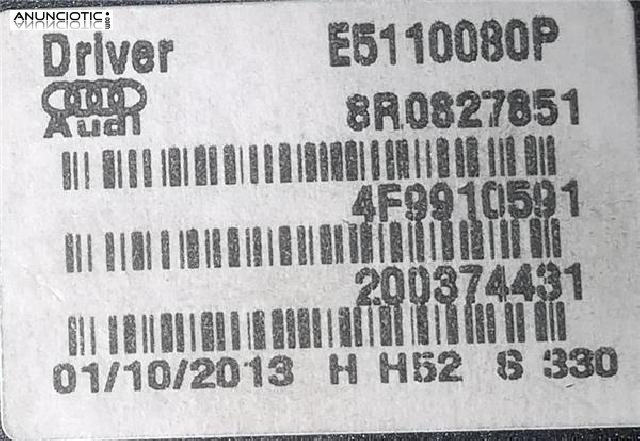 ANUNCIOTIC.com
Driver E5110080P
Audi 8R0827851
4F9910591
200374431
01/10/2013 H H52 6 330